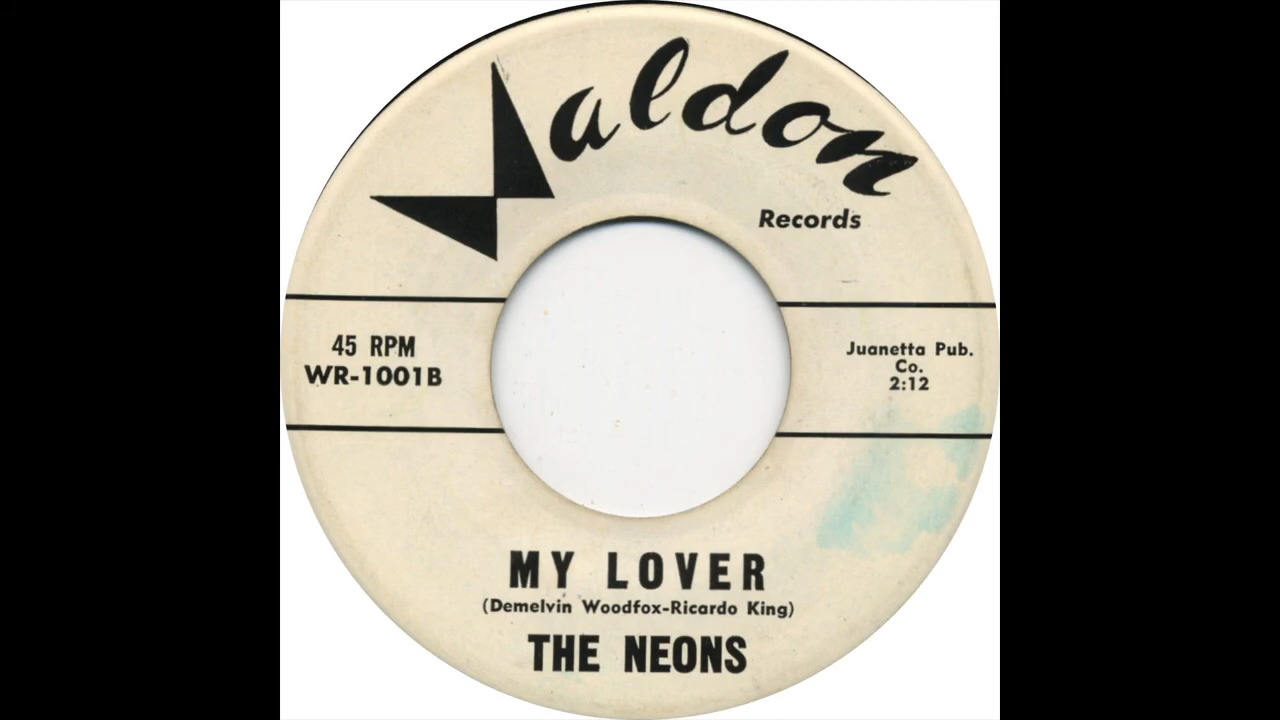 Waldon
Records
45 RPM
WR-1001B
Juanetta Pub.
Co.
2:12
MY LOVER
(Demelvin Woodfox-Ricardo King)
THE NEONS